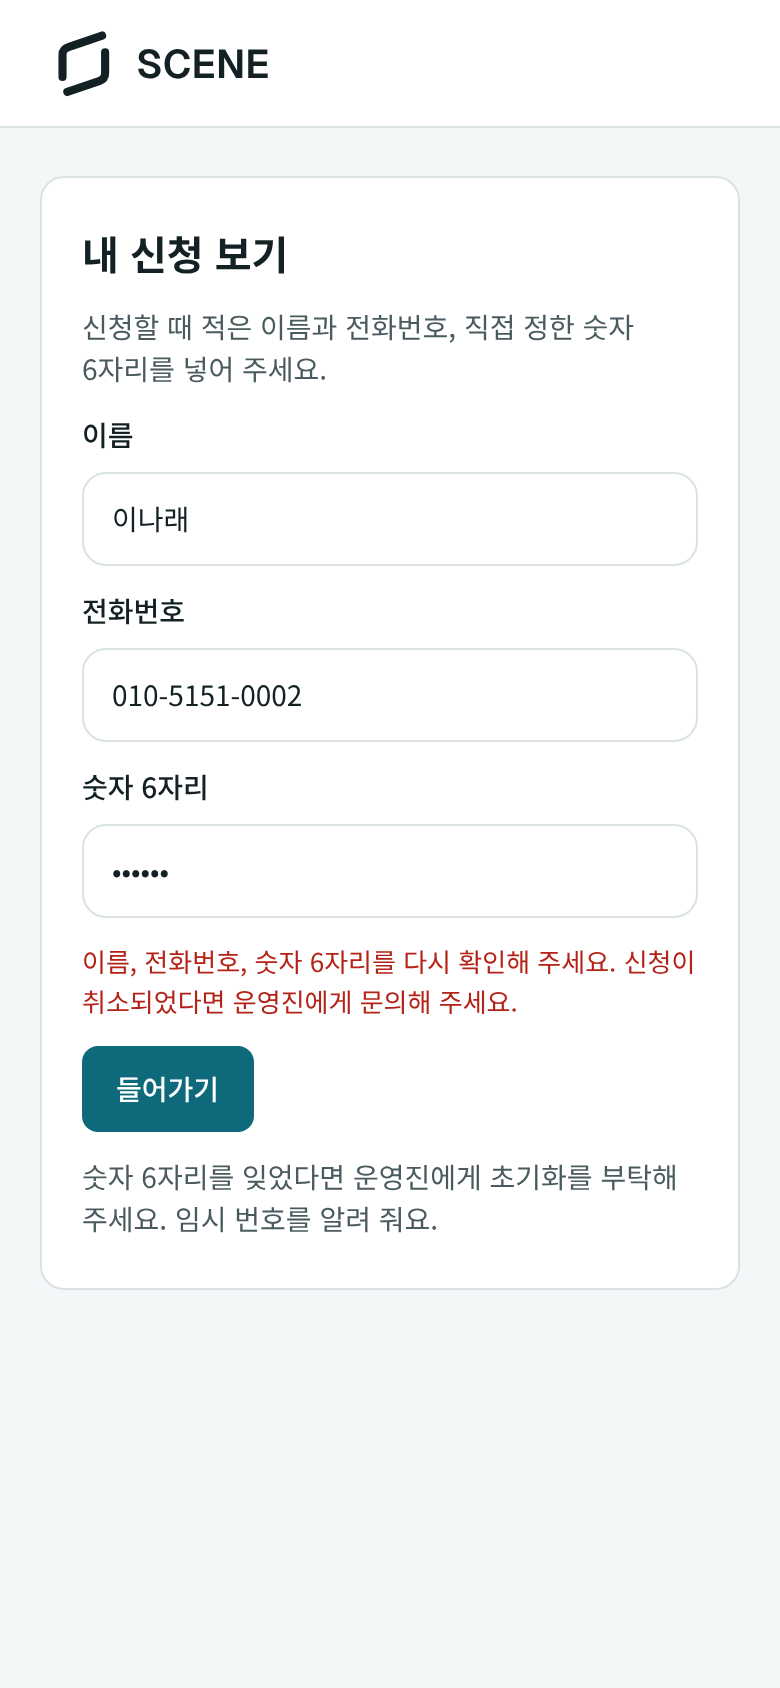 SCENE
내 신청 보기
신청할 때 적은 이름과 전화번호, 직접 정한 숫자
6자리를 넣어 주세요.
이름
이나래
전화번호
010-5151-0002
숫자 6자리
••••••
이름, 전화번호, 숫자 6자리를 다시 확인해 주세요. 신청이
취소되었다면 운영진에게 문의해 주세요.
들어가기
숫자 6자리를 잊었다면 운영진에게 초기화를 부탁해
주세요. 임시 번호를 알려 줘요.